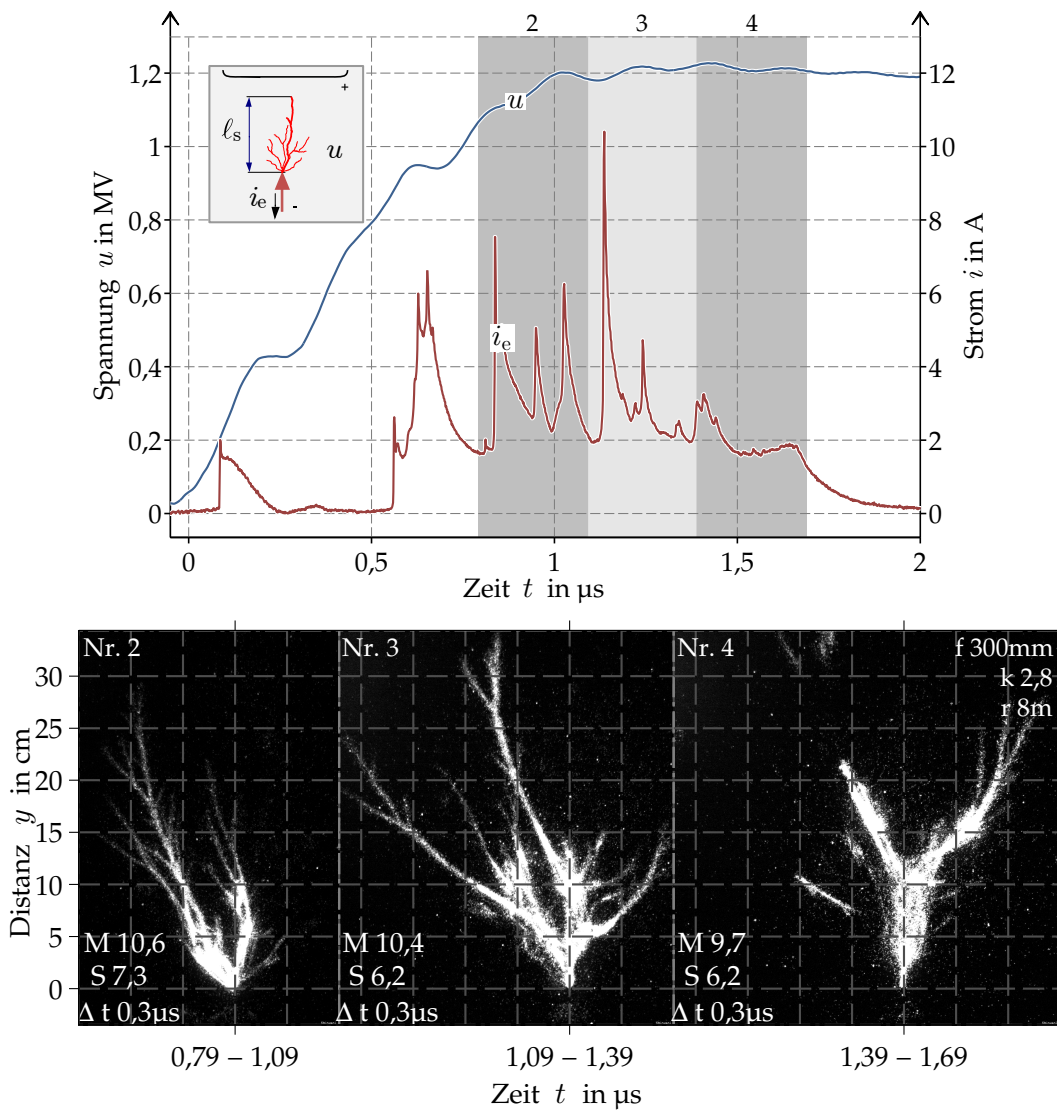 2 3 4
1,2 12
u
+
ℓs
u
1 10
ie
-
0,8 8
Spannung u in MV
Strom i in A
0,6 6
ie
0,4 4
0,2 2
0 0
0 0,5 1 1,5 2
Zeit t in µs
Nr. 2 Nr. 3 Nr. 4 f 300mm
k 2,8
r 8m
30
25
20
15
10
5
0
Distanz y in cm
M 10,6 M 10,4 M 9,7
S 7,3 S 6,2 S 6,2
Δ t 0,3µs Δ t 0,3µs Δ t 0,3µs
0,79 – 1,09 1,09 – 1,39 1,39 – 1,69
Zeit t in µs